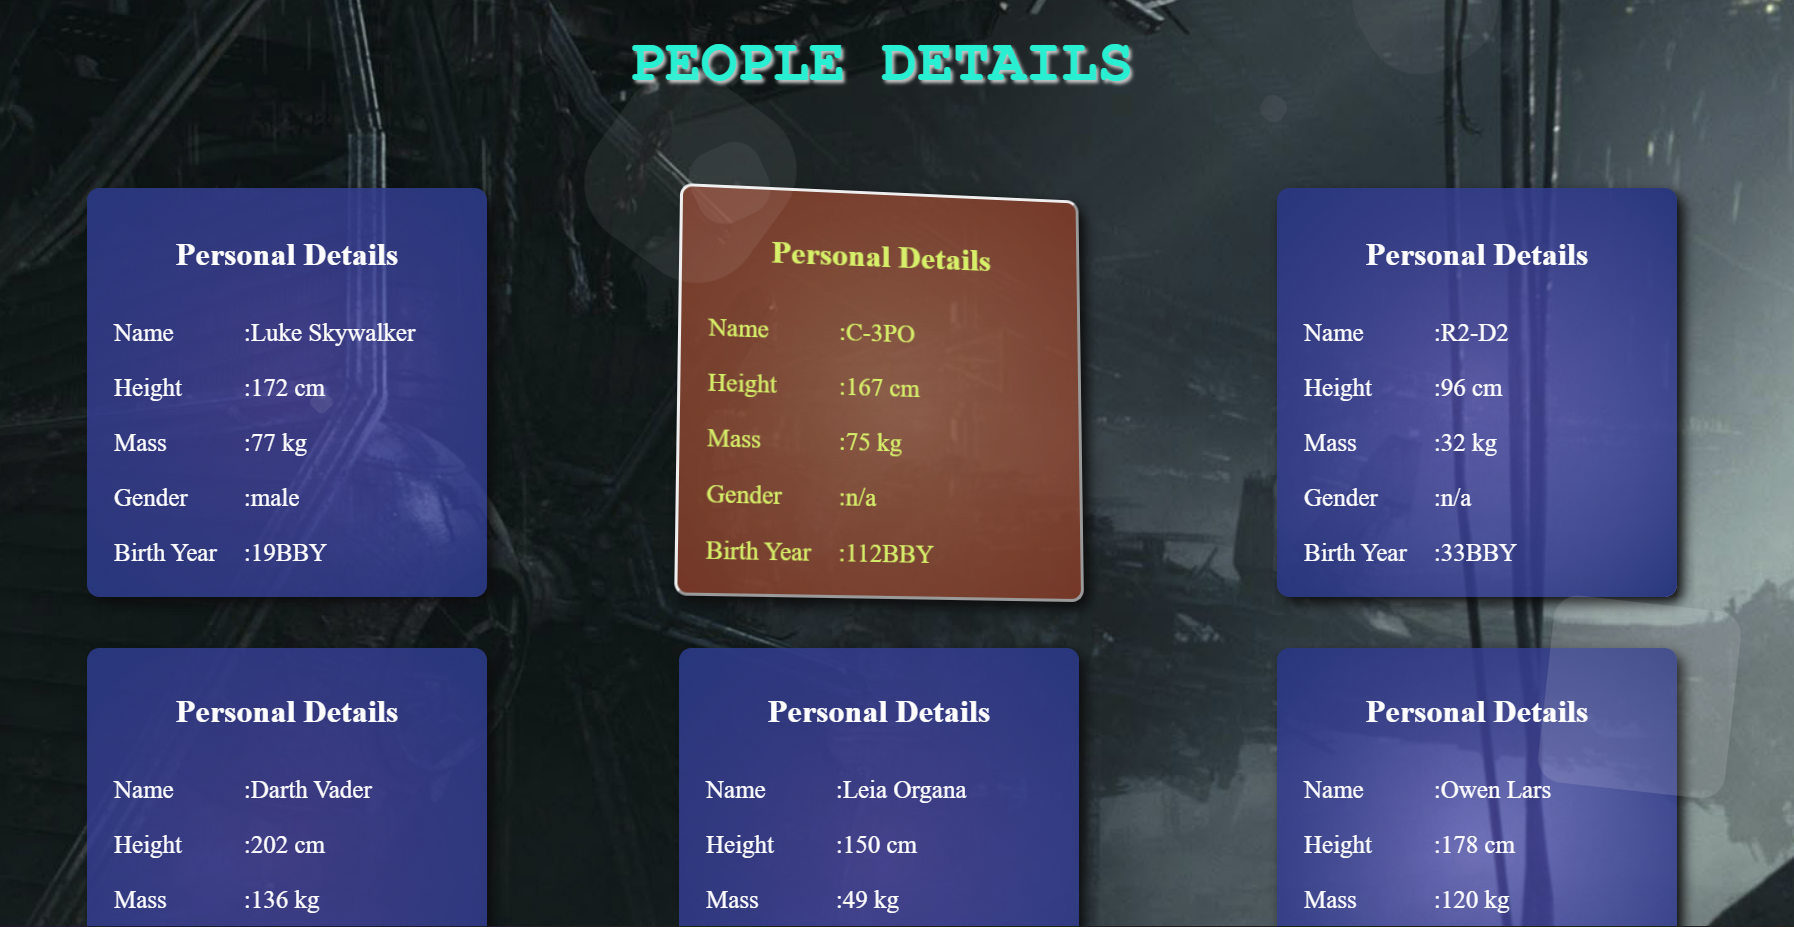 PEOPLE DETAILS
Personal Details
Name :Luke Skywalker
Height :172 cm
Mass :77 kg
Gender :male
Birth Year :19BBY
Personal Details
Name :C-3PO
Height :167 cm
Mass :75 kg
Gender :n/a
Birth Year :112BBY
Personal Details
Name :R2-D2
Height :96 cm
Mass :32 kg
Gender :n/a
Birth Year :33BBY
Personal Details
Name :Darth Vader
Height :202 cm
Mass :136 kg
Personal Details
Name :Leia Organa
Height :150 cm
Mass :49 kg
Personal Details
Name :Owen Lars
Height :178 cm
Mass :120 kg